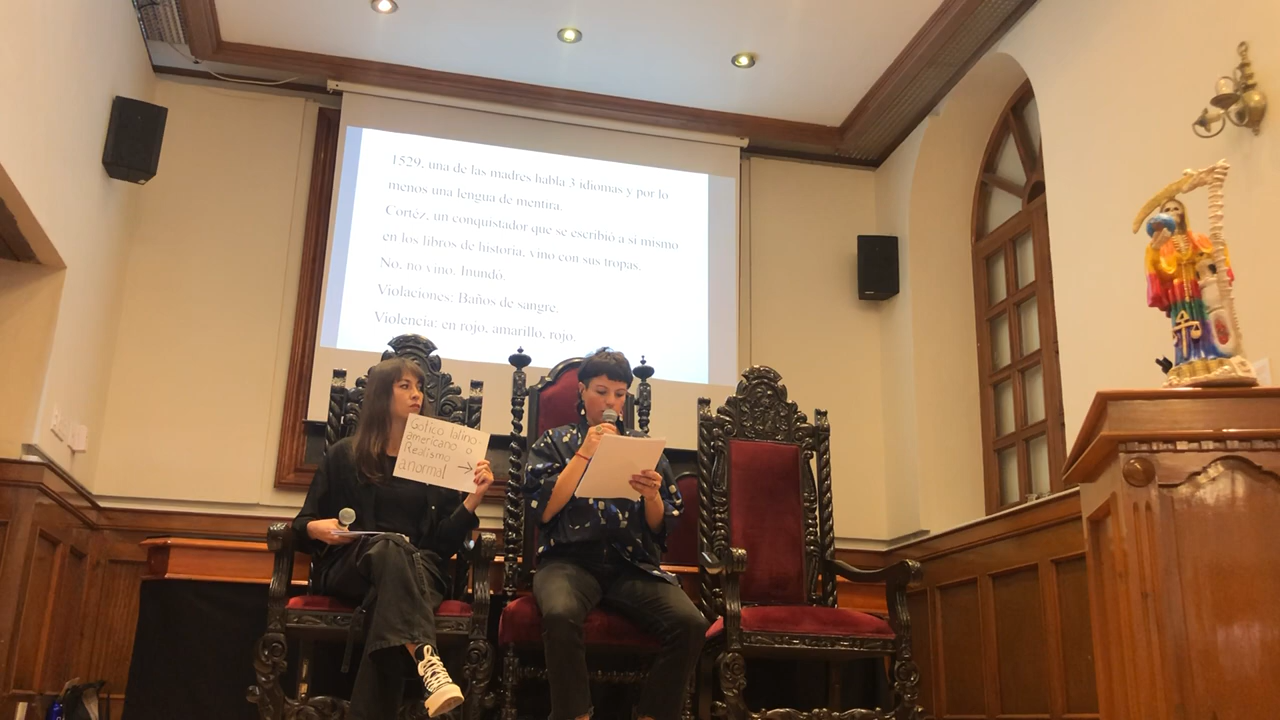 1529, una de las madres habla 3 idiomas y por lo
menos una lengua de mentira.
Cortéz, un conquistador que se escribió a sí mismo
en los libros de historia, vino con sus tropas.
No, no vino. Inundó.
Violaciones: Baños de sangre.
Violencia: en rojo, amarillo, rojo.
Gótico latino-
americano o
Realismo
anormal →